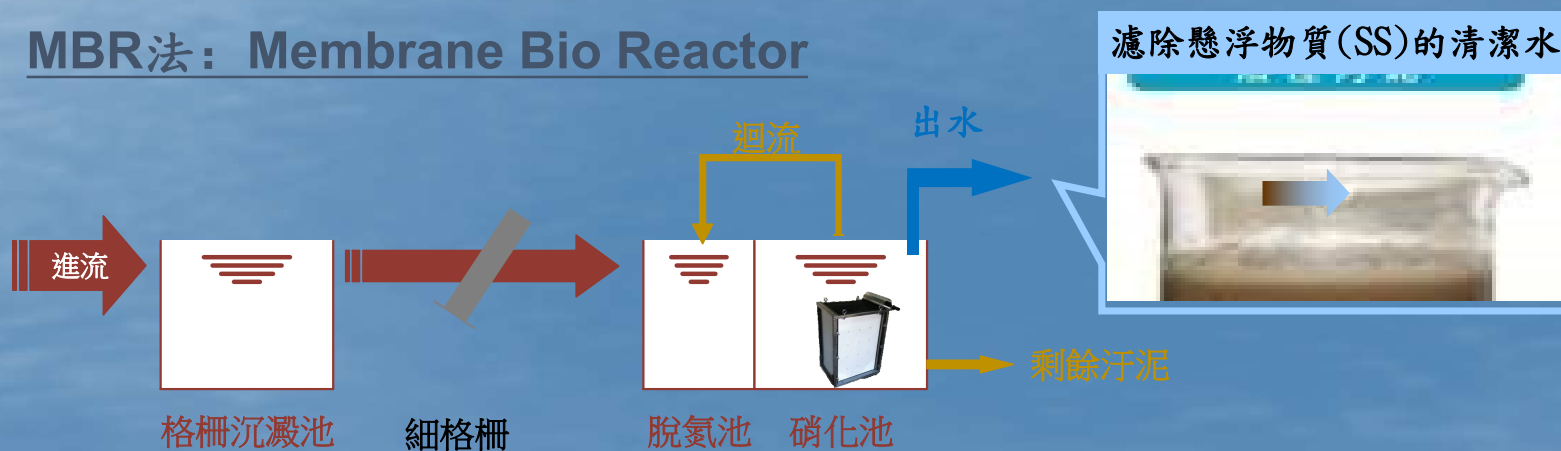 MBR法：Membrane Bio Reactor
濾除懸浮物質(SS)的清潔水
迴流
出水
進流
剩餘汙泥
格柵沉澱池
細格柵
脫氮池
硝化池